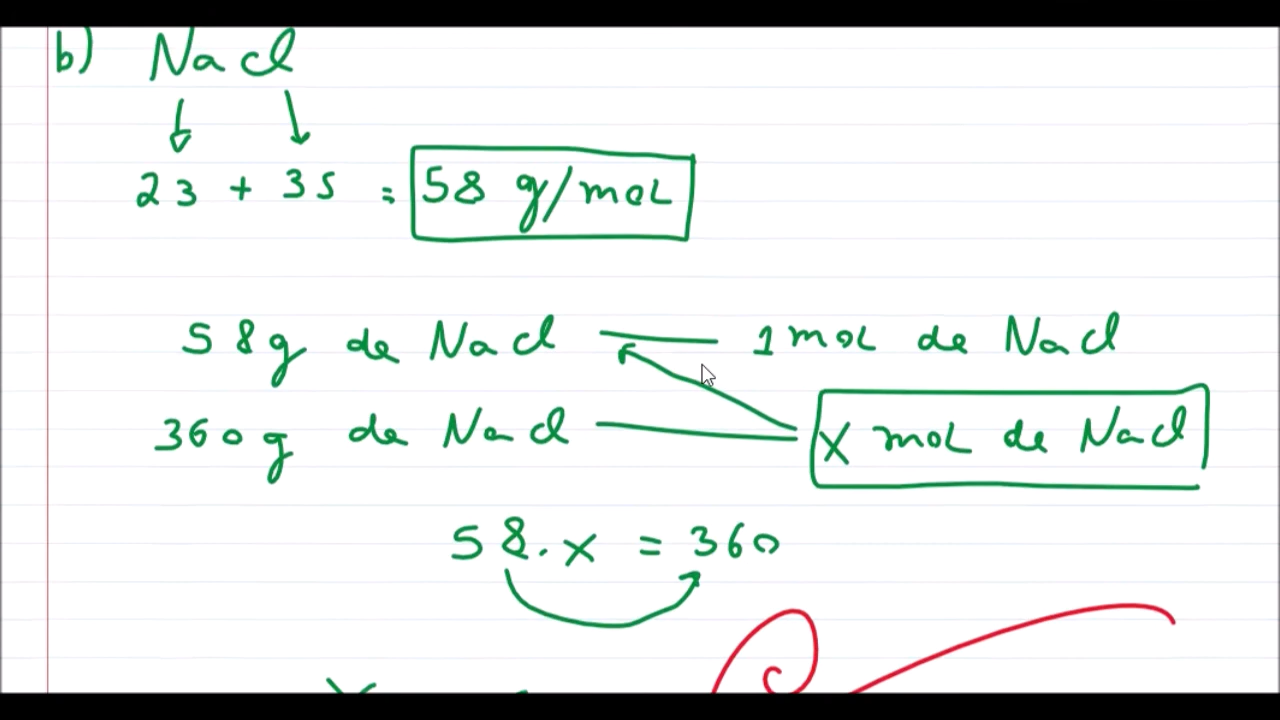 b) NaCl
23 + 35 = 58 g/mol
58g de NaCl — 1 mol de NaCl
360g de NaCl — x mol de NaCl
58.x = 360